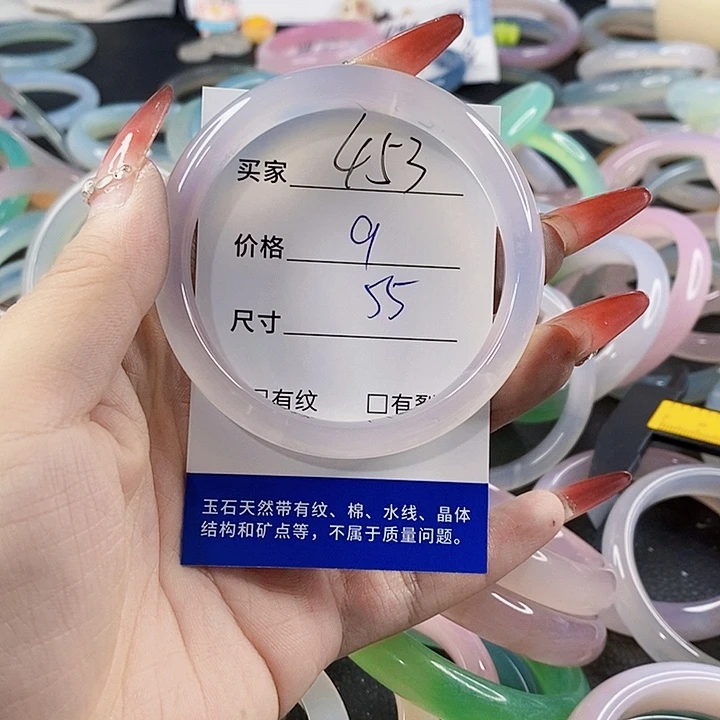 买家 453
价格 9
尺寸 55
有纹 □有裂
玉石天然带有纹、棉、水线、晶体
结构和矿点等，不属于质量问题。